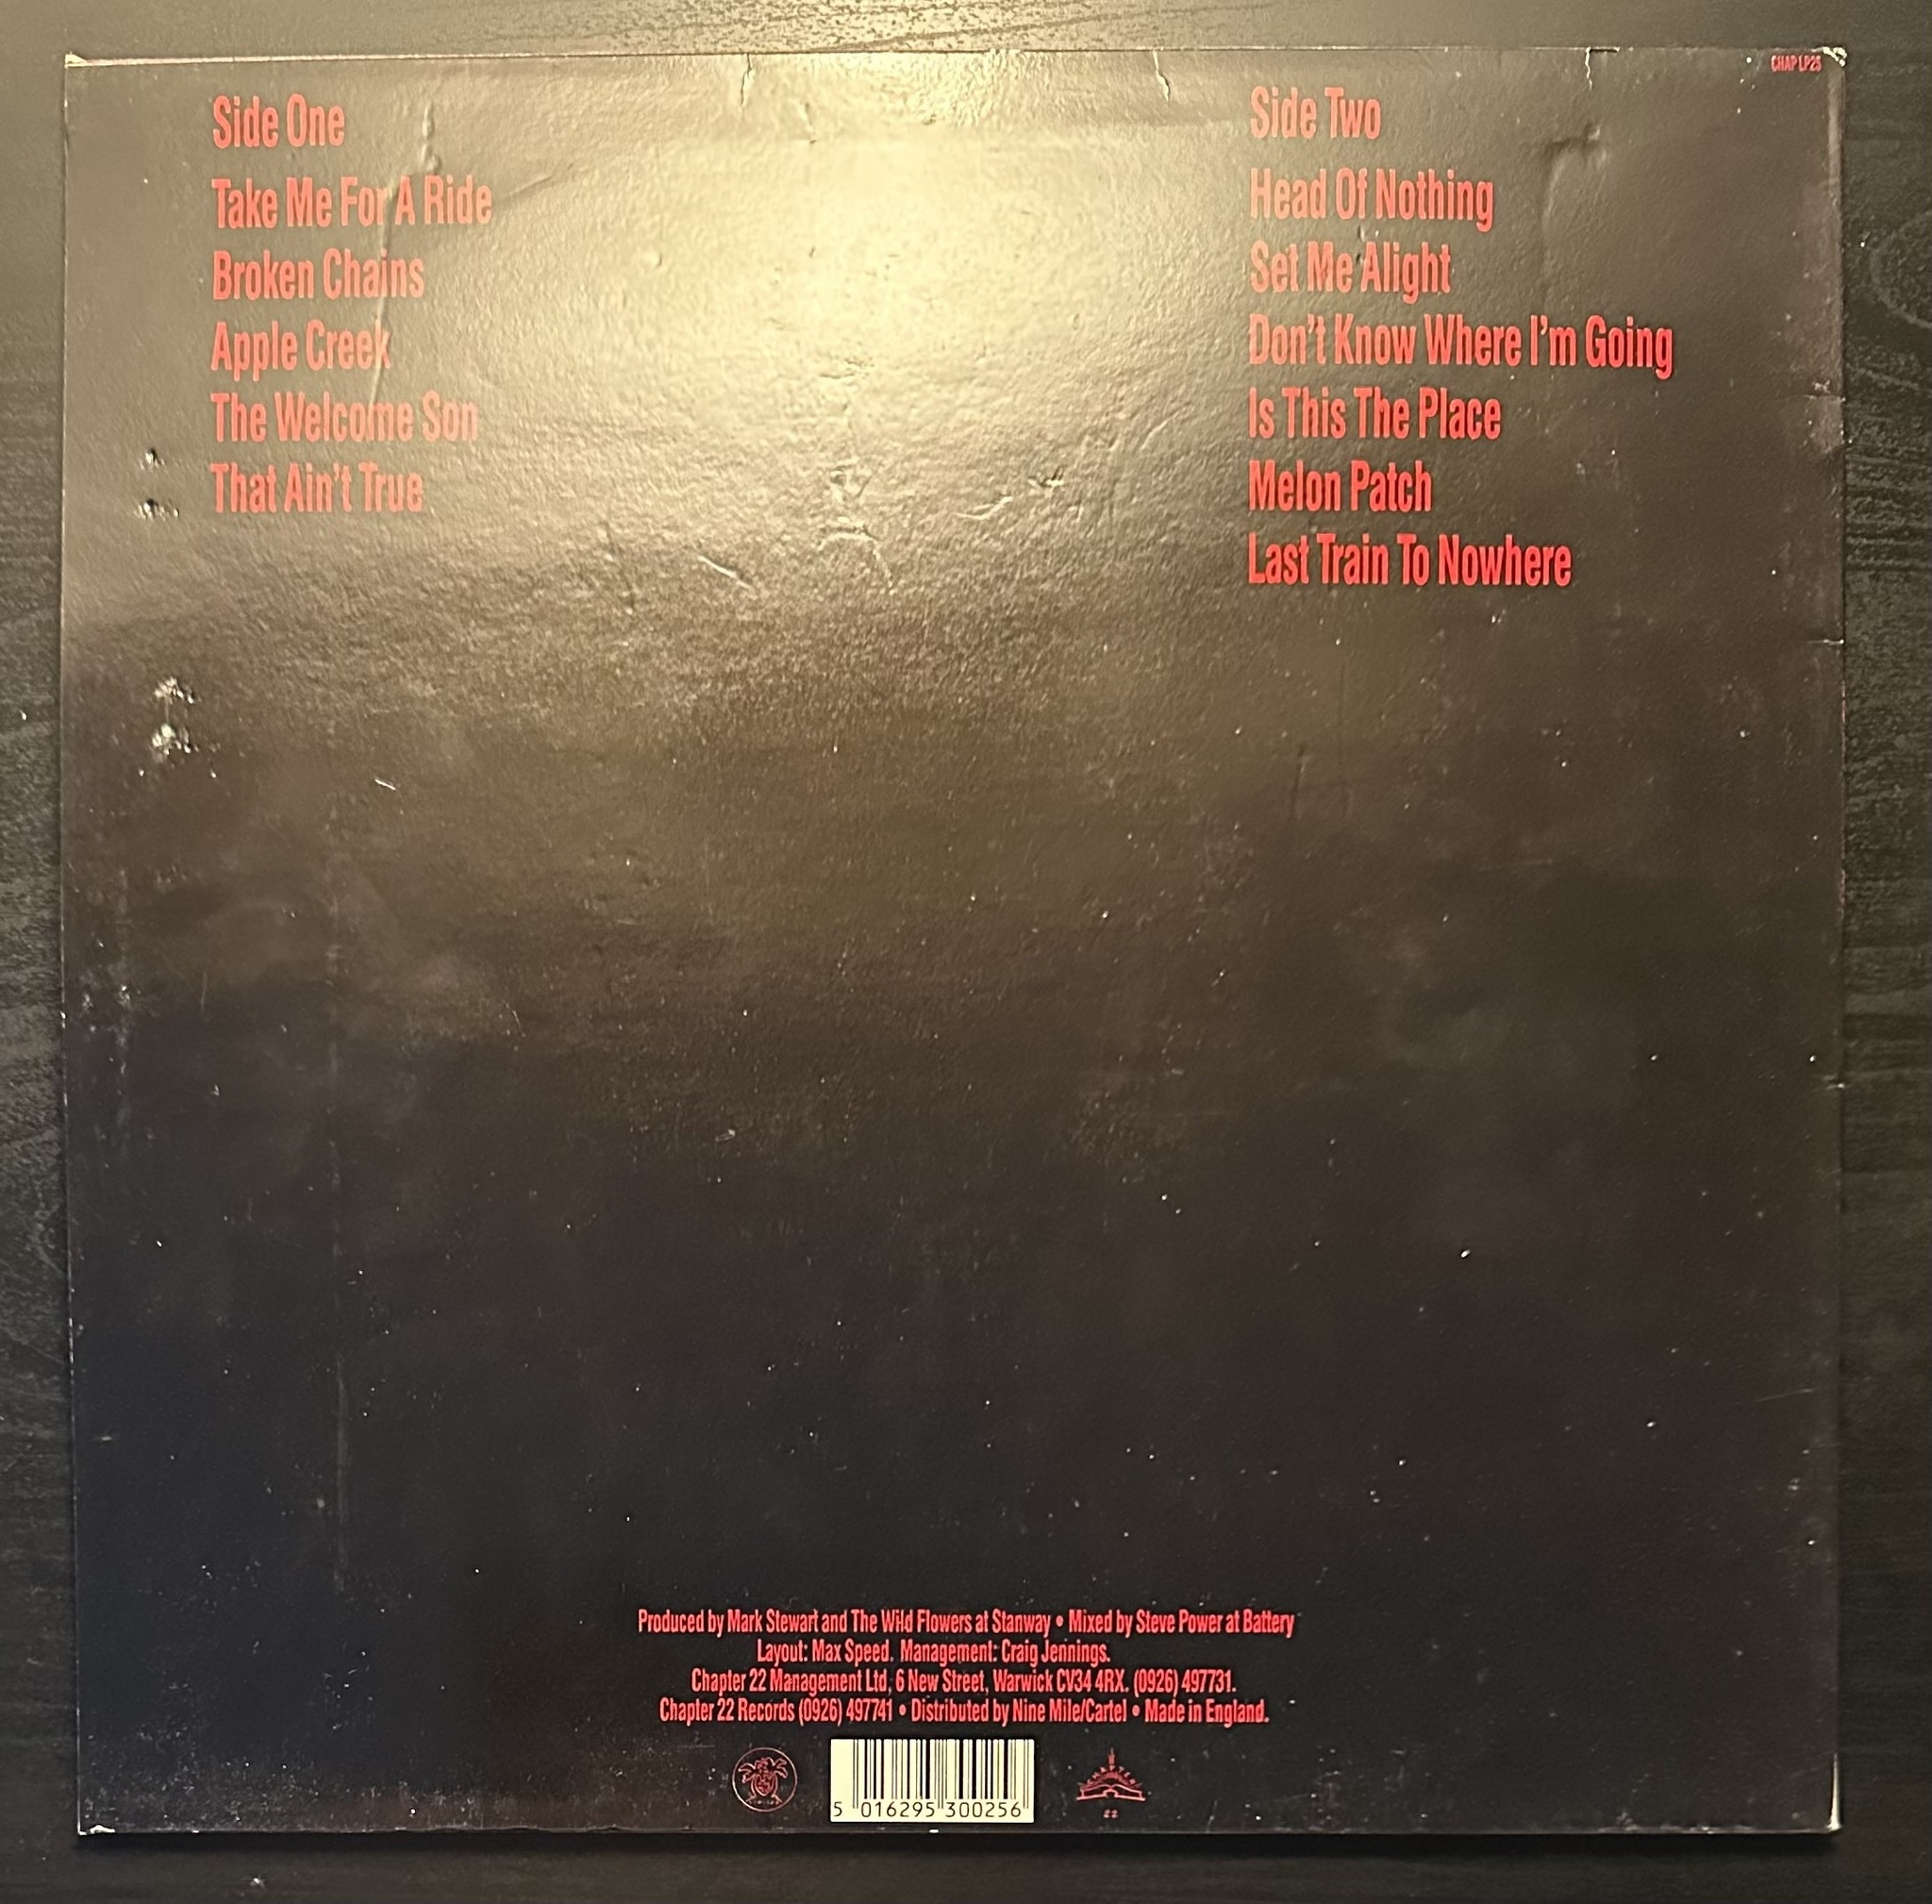 CHAP LP25
Side One
Take Me For A Ride
Broken Chains
Apple Creek
The Welcome Son
That Ain't True
Side Two
Head Of Nothing
Set Me Alight
Don't Know Where I'm Going
Is This The Place
Melon Patch
Last Train To Nowhere
Produced by Mark Stewart and The Wild Flowers at Stanway • Mixed by Steve Power at Battery
Layout: Max Speed. Management: Craig Jennings.
Chapter 22 Management Ltd, 6 New Street, Warwick CV34 4RX. (0926) 497731.
Chapter 22 Records (0926) 497741 • Distributed by Nine Mile/Cartel • Made in England.
5 016295 300256
CHAPTER
22